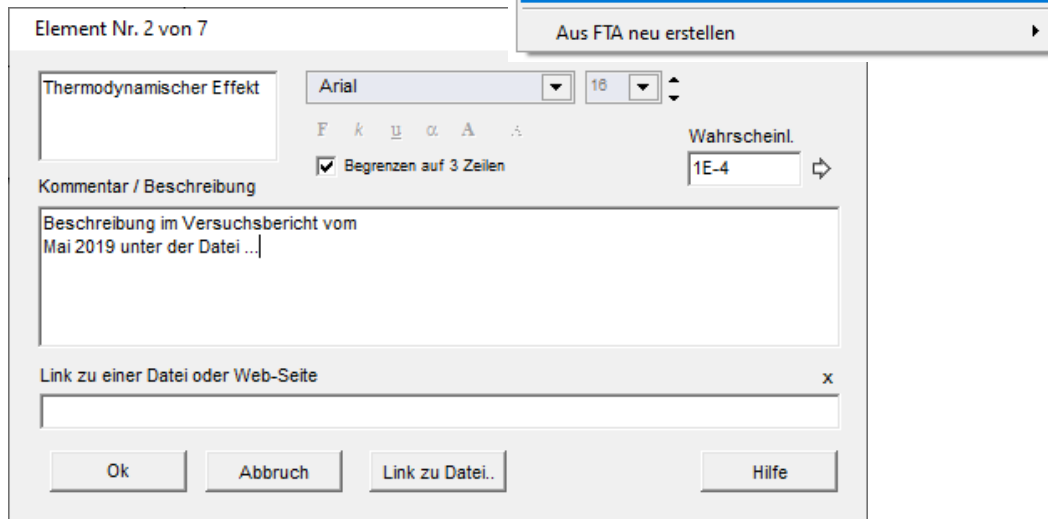 Element Nr. 2 von 7
Aus FTA neu erstellen
Thermodynamischer Effekt
Arial
16
F k u α A A
Wahrscheinl.
Begrenzen auf 3 Zeilen
1E-4
Kommentar / Beschreibung
Beschreibung im Versuchsbericht vom
Mai 2019 unter der Datei ...
Link zu einer Datei oder Web-Seite
x
Ok
Abbruch
Link zu Datei..
Hilfe